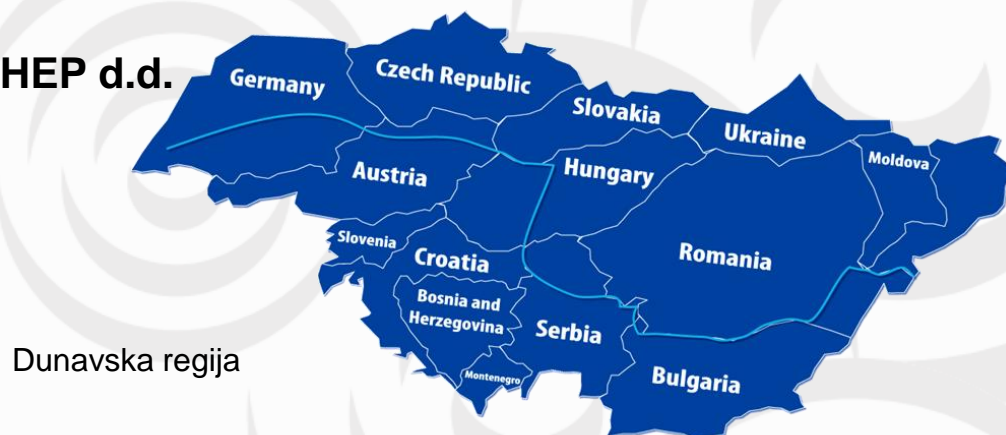 HEP d.d.
Germany
Czech Republic
Slovakia
Ukraine
Moldova
Austria
Hungary
Slovenia
Croatia
Romania
Bosnia and
Herzegovina
Serbia
Montenegro
Bulgaria
Dunavska regija